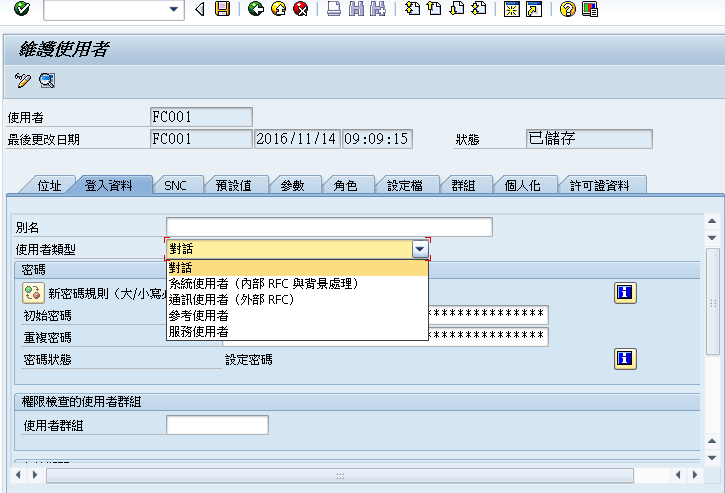 維護使用者
使用者 FC001
最後更改日期 FC001 2016/11/14 09:09:15 狀態 已儲存
位址 登入資料 SNC 預設值 參數 角色 設定檔 群組 個人化 許可證資料
別名
使用者類型 對話
密碼 對話
新密碼規則（大/小寫 系統使用者（內部 RFC 與背景處理）
通訊使用者（外部 RFC）
初始密碼 參考使用者 ***************
重複密碼 服務使用者 ***************
密碼狀態 設定密碼
權限檢查的使用者群組
使用者群組